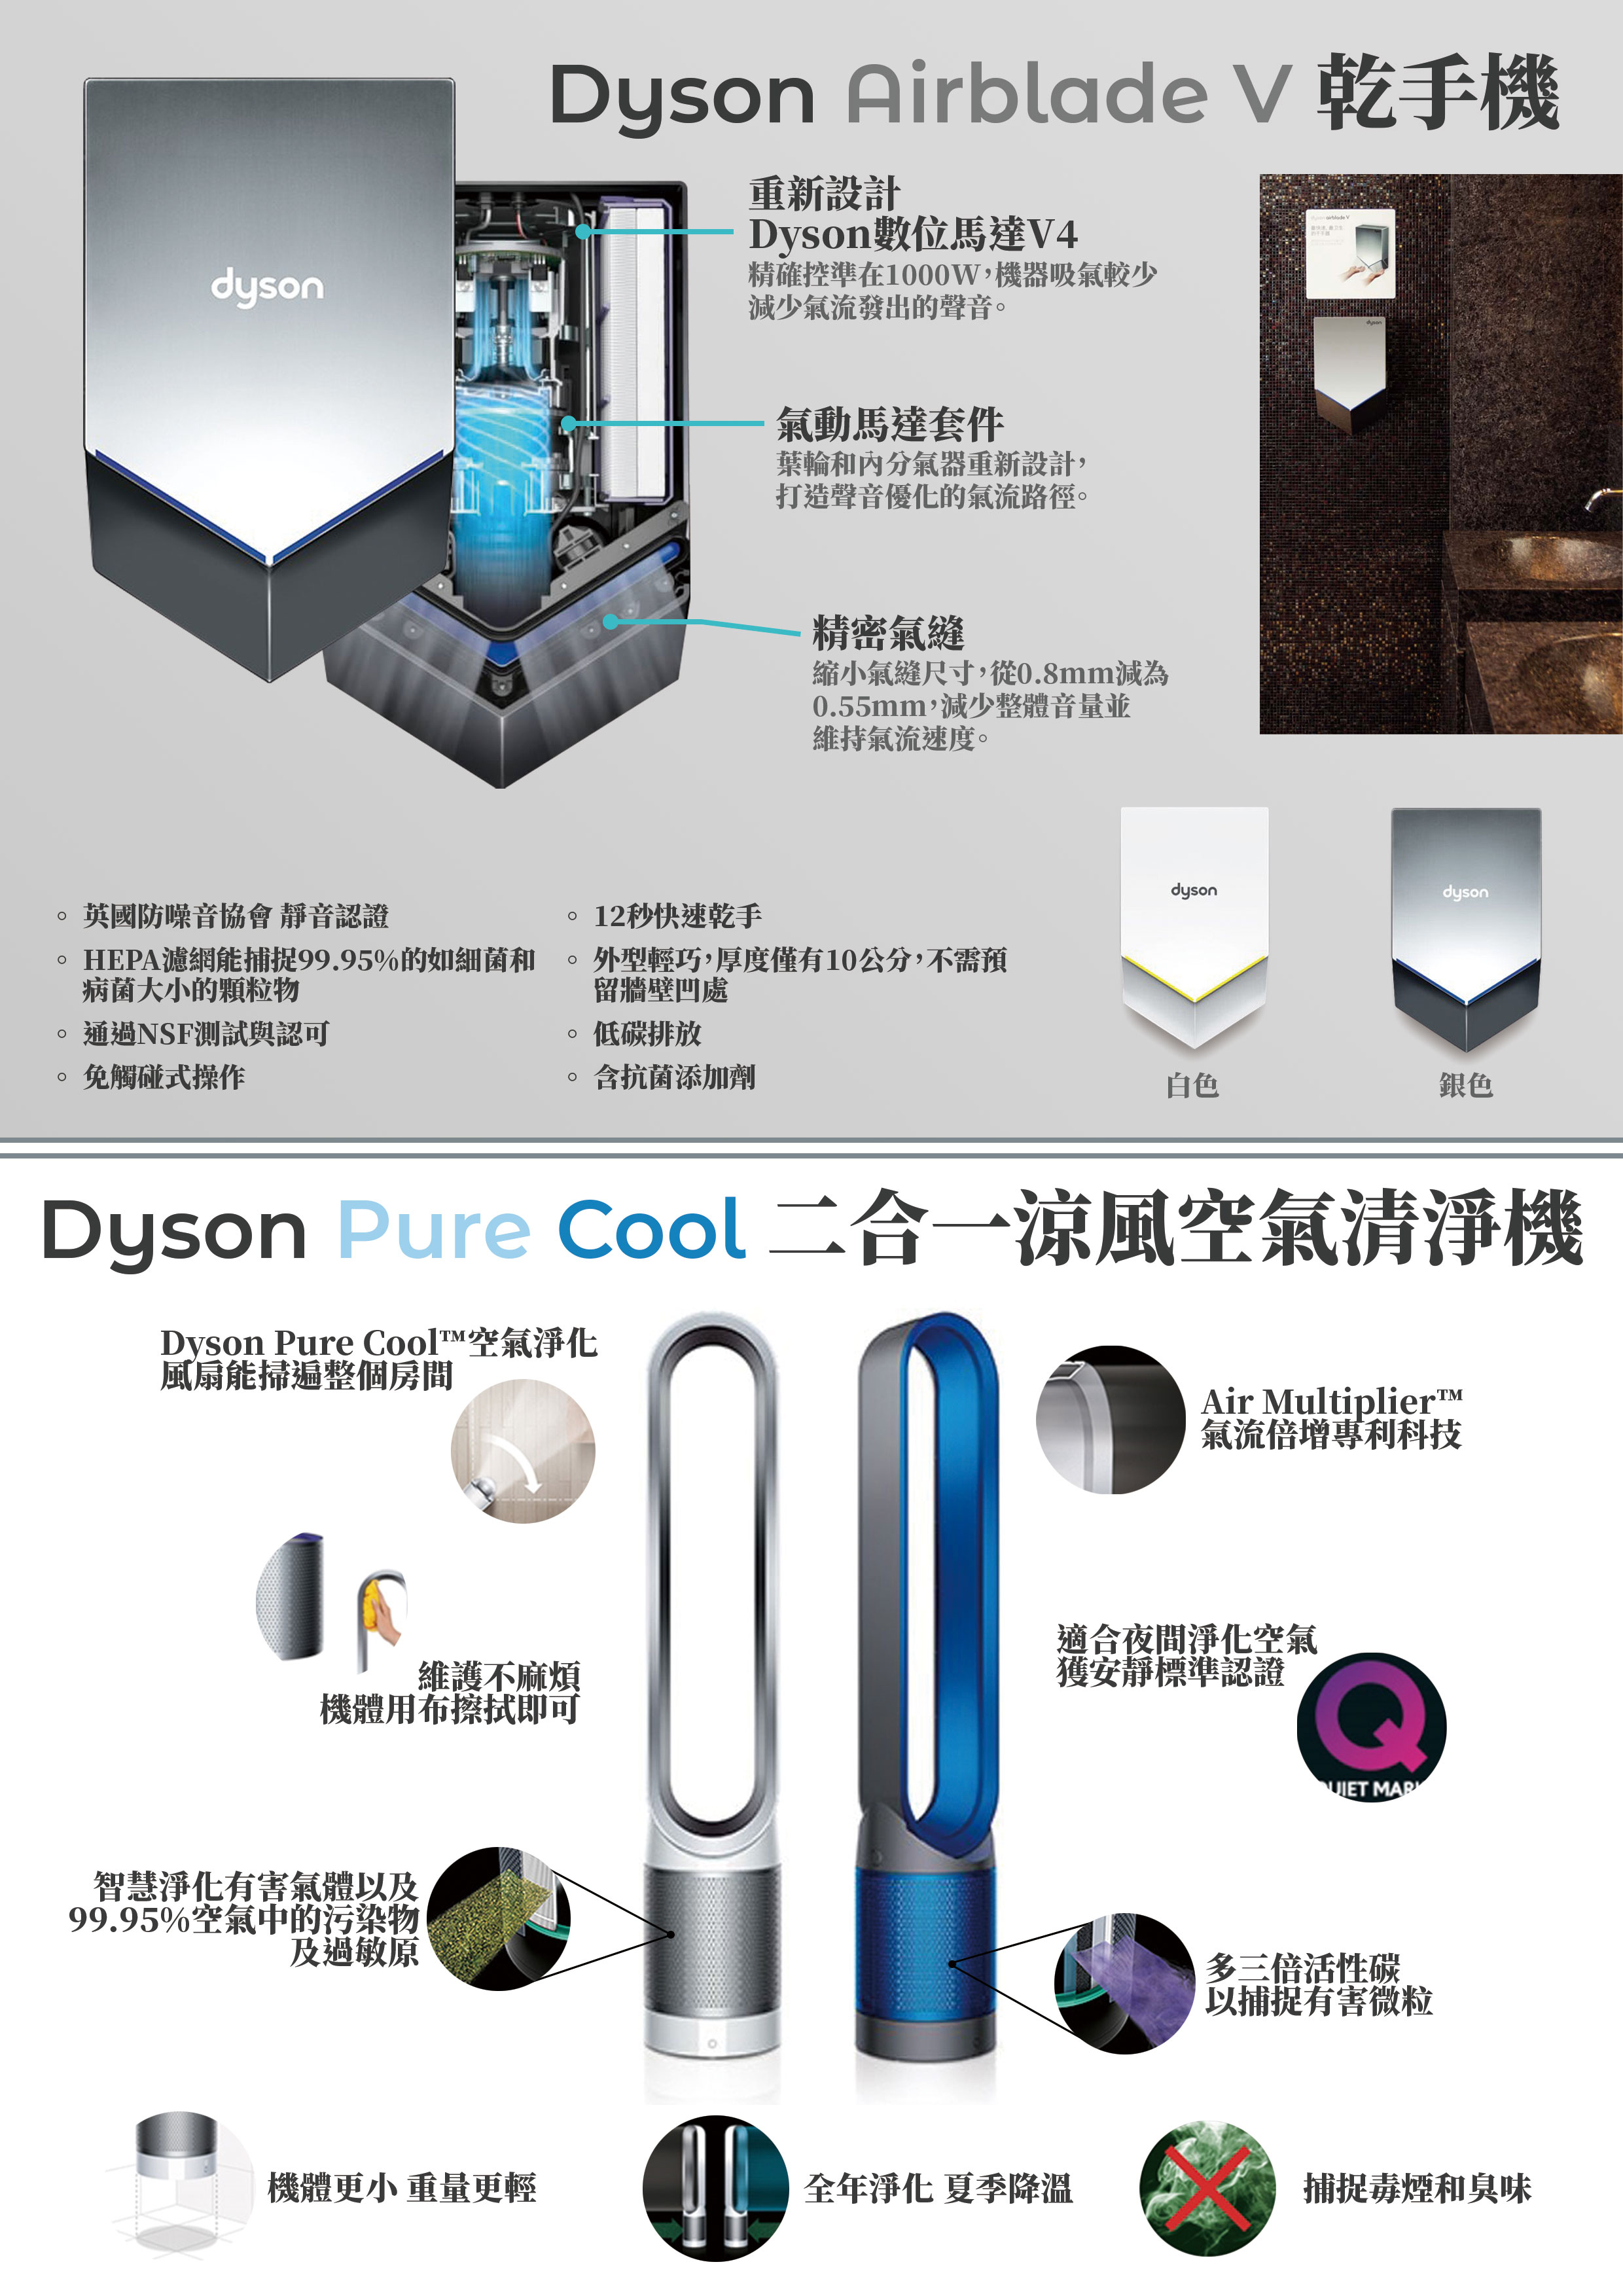 Dyson Airblade V 乾手機
dyson
重新設計
Dyson數位馬達V4
精確控準在1000W，機器吸氣較少
減少氣流發出的聲音。
氣動馬達套件
葉輪和內分氣器重新設計，
打造聲音優化的氣流路徑。
精密氣縫
縮小氣縫尺寸，從0.8mm減為
0.55mm，減少整體音量並
維持氣流速度。
dyson airblade V
dyson
英國防噪音協會 靜音認證
HEPA濾網能捕捉99.95%的如細菌和
病菌大小的顆粒物
通過NSF測試與認可
免觸碰式操作
12秒快速乾手
外型輕巧，厚度僅有10公分，不需預
留牆壁凹處
低碳排放
含抗菌添加劑
dyson
白色
dyson
銀色
Dyson Pure Cool 二合一涼風空氣清淨機
Dyson Pure Cool™空氣淨化
風扇能掃遍整個房間
Air Multiplier™
氣流倍增專利科技
維護不麻煩
機體用布擦拭即可
適合夜間淨化空氣
獲安靜標準認證
Q
QUIET MARK
智慧淨化有害氣體以及
99.95%空氣中的污染物
及過敏原
多三倍活性碳
以捕捉有害微粒
機體更小 重量更輕
全年淨化 夏季降溫
捕捉毒煙和臭味